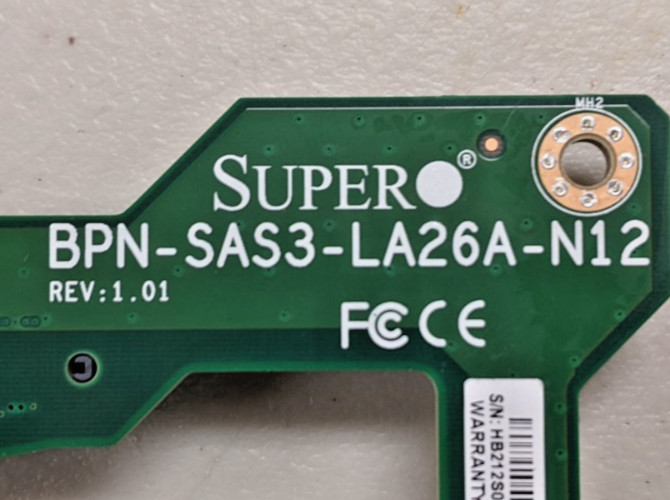 MH2
SUPER®
BPN-SAS3-LA26A-N12
REV:1.01
FC CE
S/N: HB212S0
WARRANTY